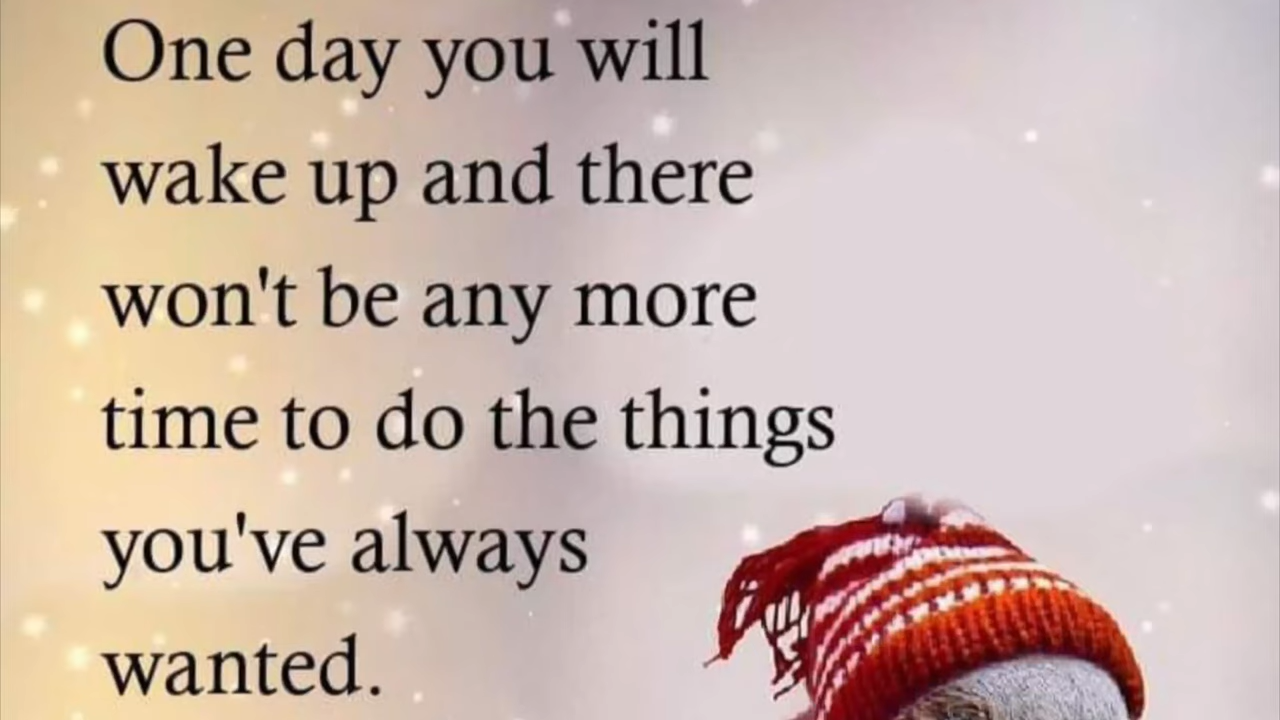 One day you will
wake up and there
won't be any more
time to do the things
you've always
wanted.